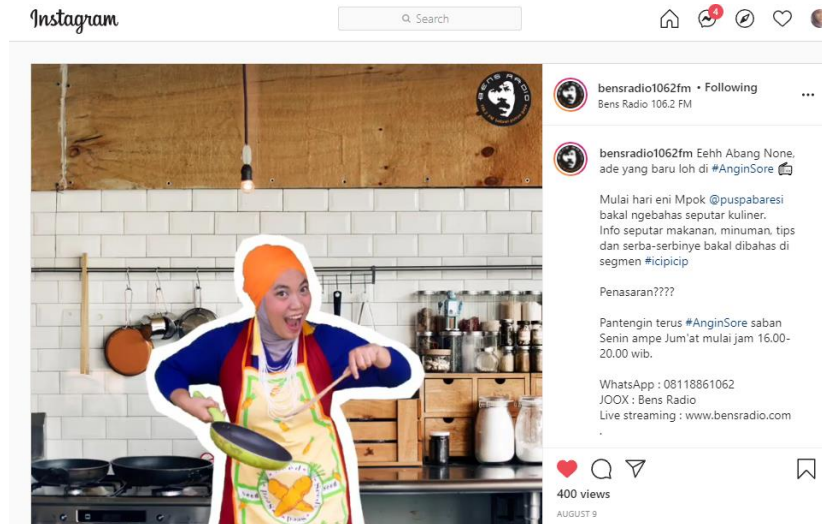 Instagram
Search
4
BENS RADIO
bensradio1062fm • Following
Bens Radio 106.2 FM
bensradio1062fm Eehh Abang None,
ade yang baru loh di #AnginSore
Mulai hari eni Mpok @puspabaresi
bakal ngebahas seputar kuliner.
Info seputar makanan, minuman, tips
dan serba-serbinye bakal dibahas di
segmen #icipicip
Penasaran????
Pantengin terus #AnginSore saban
Senin ampe Jum'at mulai jam 16.00-
20.00 wib.
WhatsApp : 08118861062
JOOX : Bens Radio
Live streaming : www.bensradio.com
.
400 views
AUGUST 9